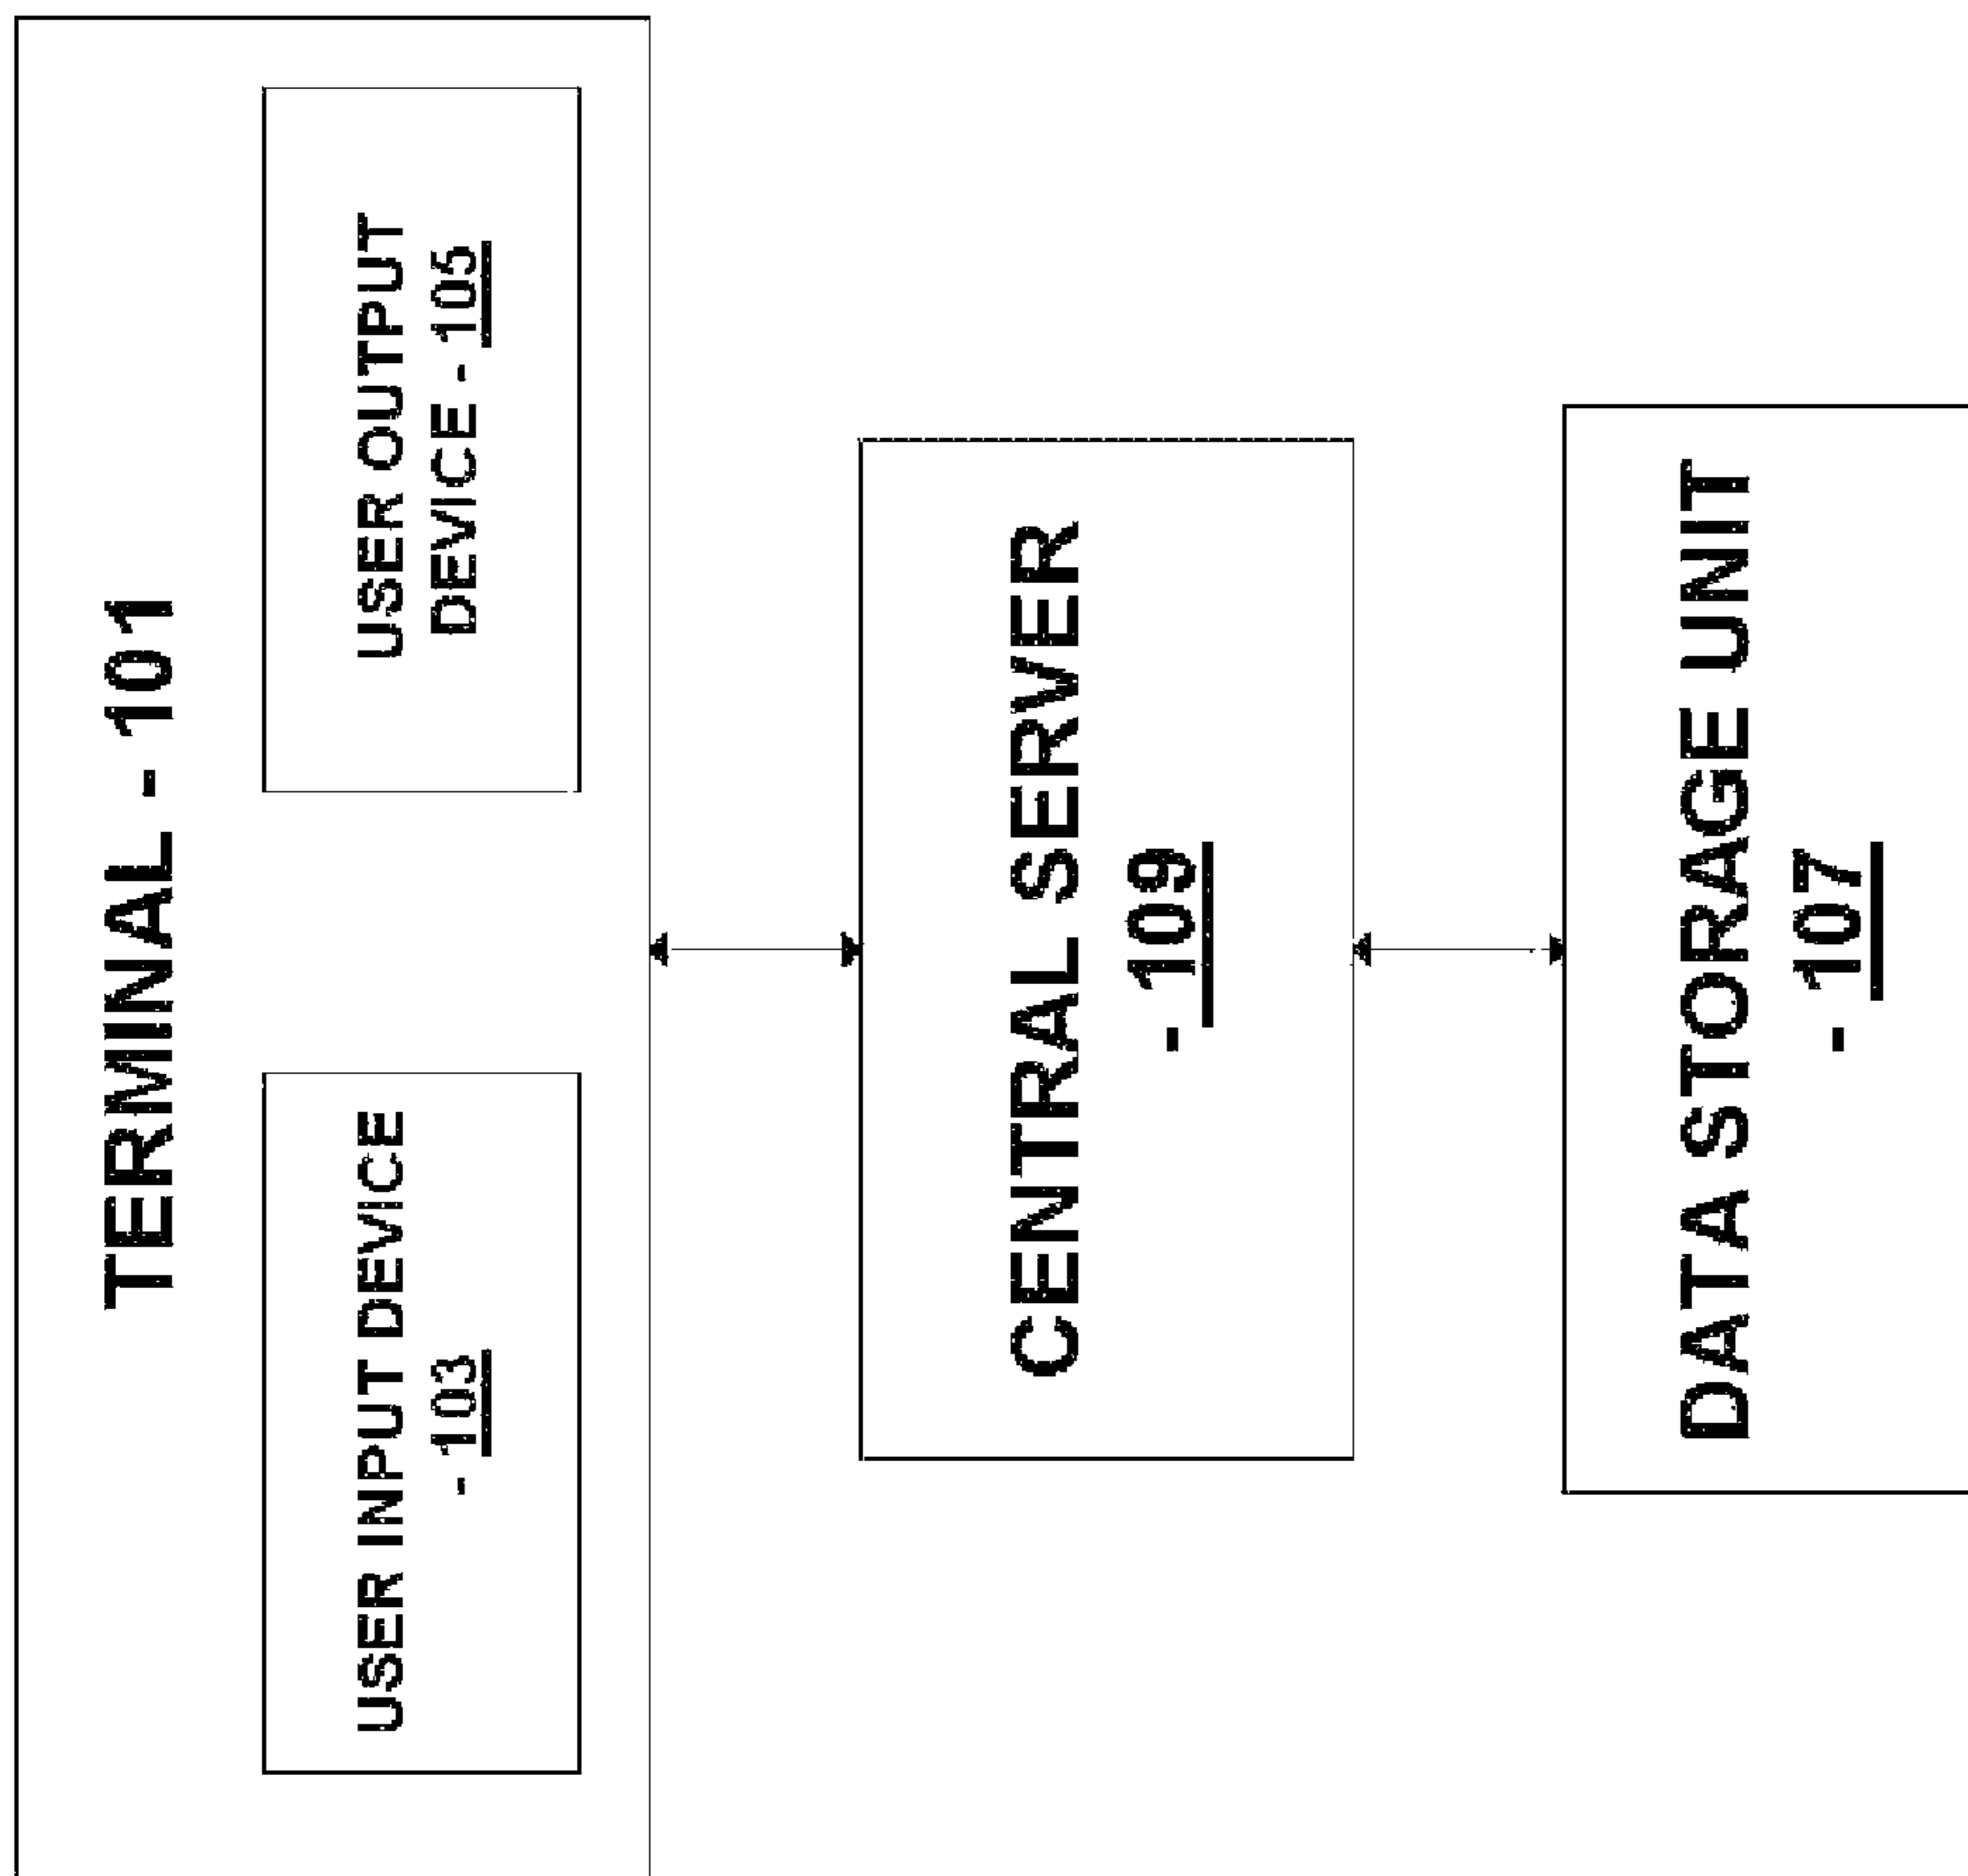 TERMINAL - 101
USER INPUT DEVICE
- 103
USER OUTPUT
DEVICE - 105
CENTRAL SERVER
- 109
DATA STORAGE UNIT
- 107